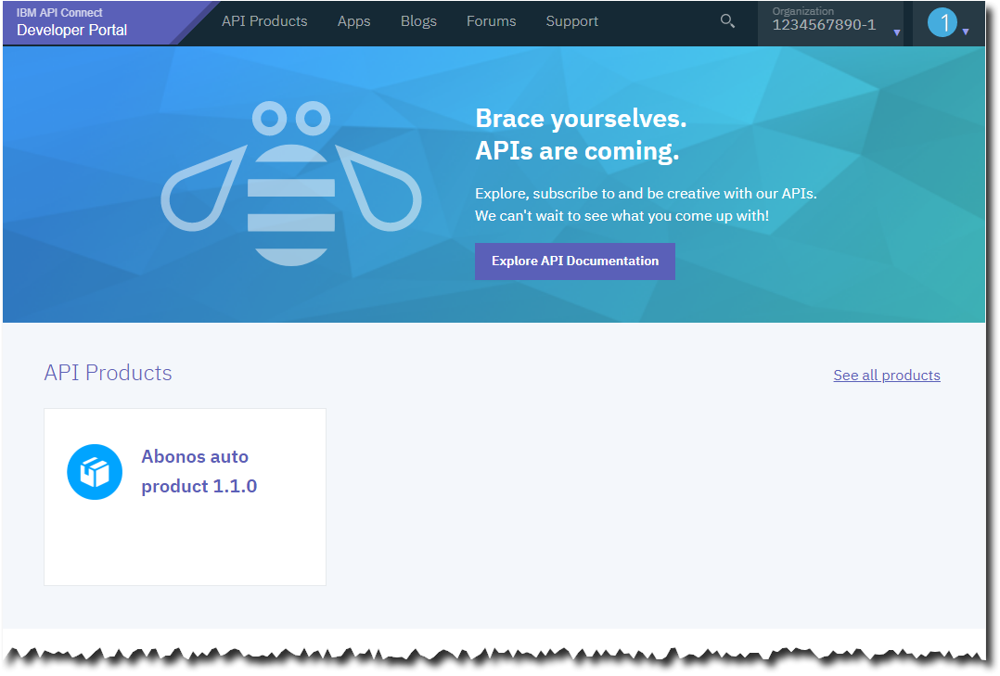 IBM API Connect
Developer Portal
API Products
Apps
Blogs
Forums
Support
Organization
1234567890-1
1
Brace yourselves.
APIs are coming.
Explore, subscribe to and be creative with our APIs.
We can't wait to see what you come up with!
Explore API Documentation
API Products
See all products
Abonos auto
product 1.1.0